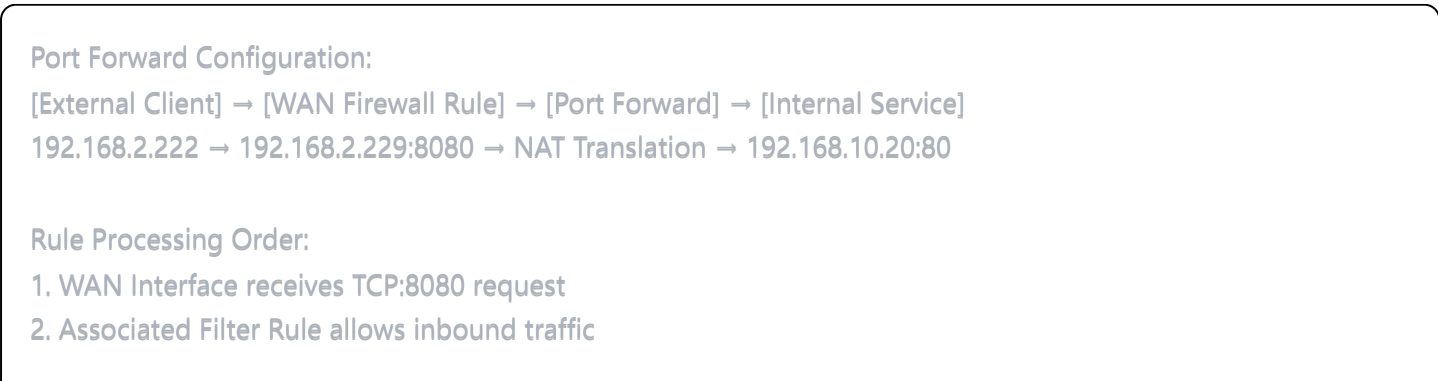 Port Forward Configuration:
[External Client] → [WAN Firewall Rule] → [Port Forward] → [Internal Service]
192.168.2.222 → 192.168.2.229:8080 → NAT Translation → 192.168.10.20:80
Rule Processing Order:
1. WAN Interface receives TCP:8080 request
2. Associated Filter Rule allows inbound traffic